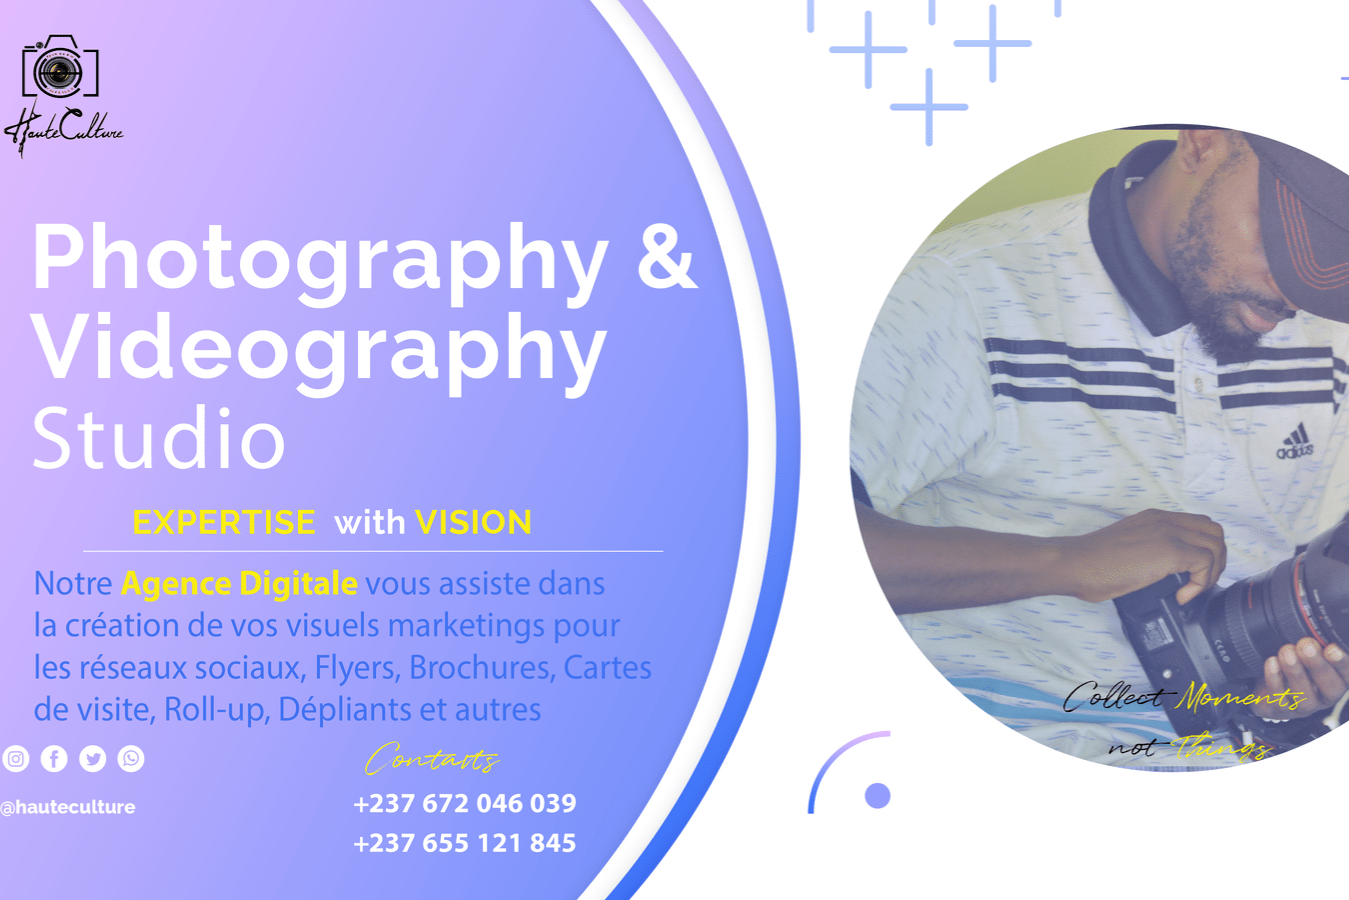 HauteCulture
Photography &
Videography
Studio
EXPERTISE with VISION
Notre Agence Digitale vous assiste dans
la création de vos visuels marketings pour
les réseaux sociaux, Flyers, Brochures, Cartes
de visite, Roll-up, Dépliants et autres
@hauteculture
Contacts
+237 672 046 039
+237 655 121 845
adidas
Collect Moments
not Things